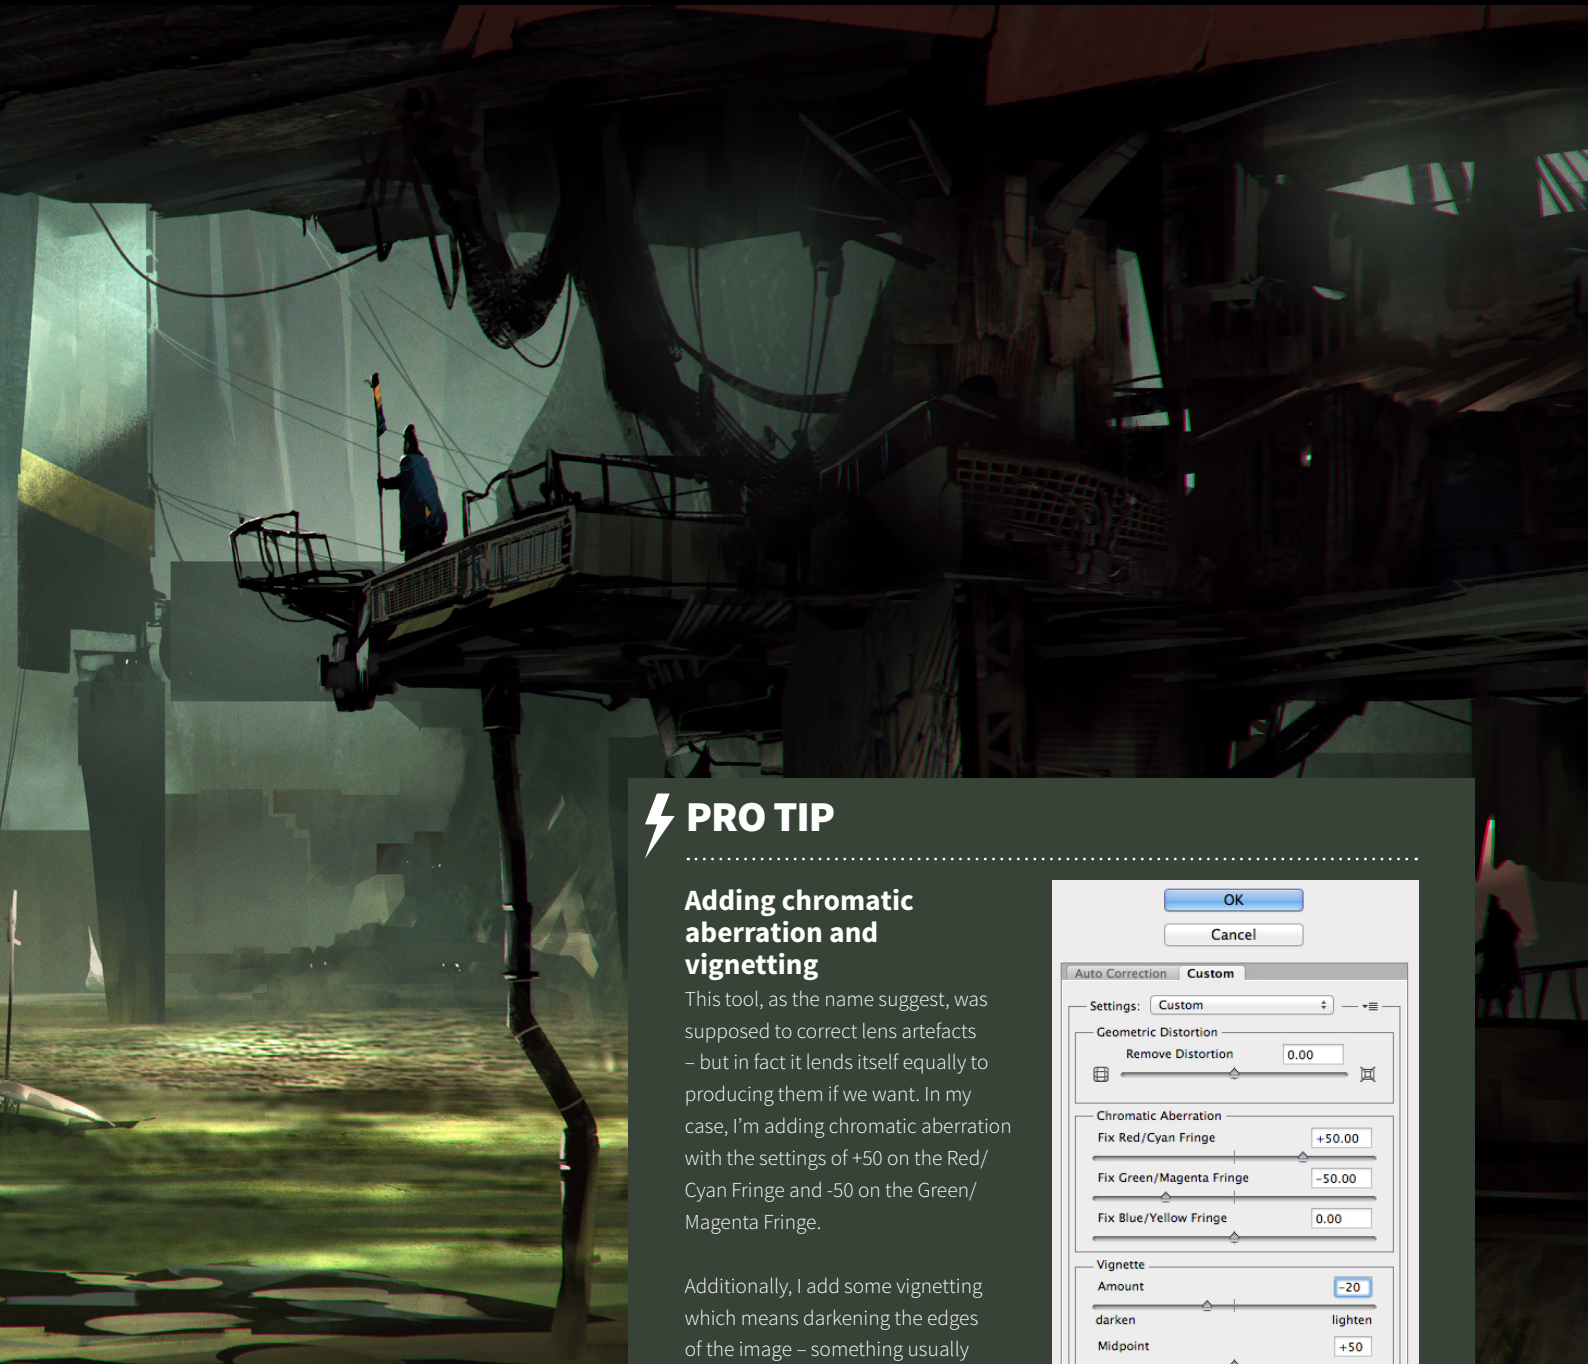 PRO TIP
Adding chromatic
aberration and
vignetting
This tool, as the name suggest, was
supposed to correct lens artefacts
– but in fact it lends itself equally to
producing them if we want. In my
case, I’m adding chromatic aberration
with the settings of +50 on the Red/
Cyan Fringe and -50 on the Green/
Magenta Fringe.
Additionally, I add some vignetting
which means darkening the edges
of the image – something usually
OK
Cancel
Auto Correction Custom
Settings: Custom
Geometric Distortion
Remove Distortion 0.00
Chromatic Aberration
Fix Red/Cyan Fringe +50.00
Fix Green/Magenta Fringe -50.00
Fix Blue/Yellow Fringe 0.00
Vignette
Amount -20
darken lighten
Midpoint +50